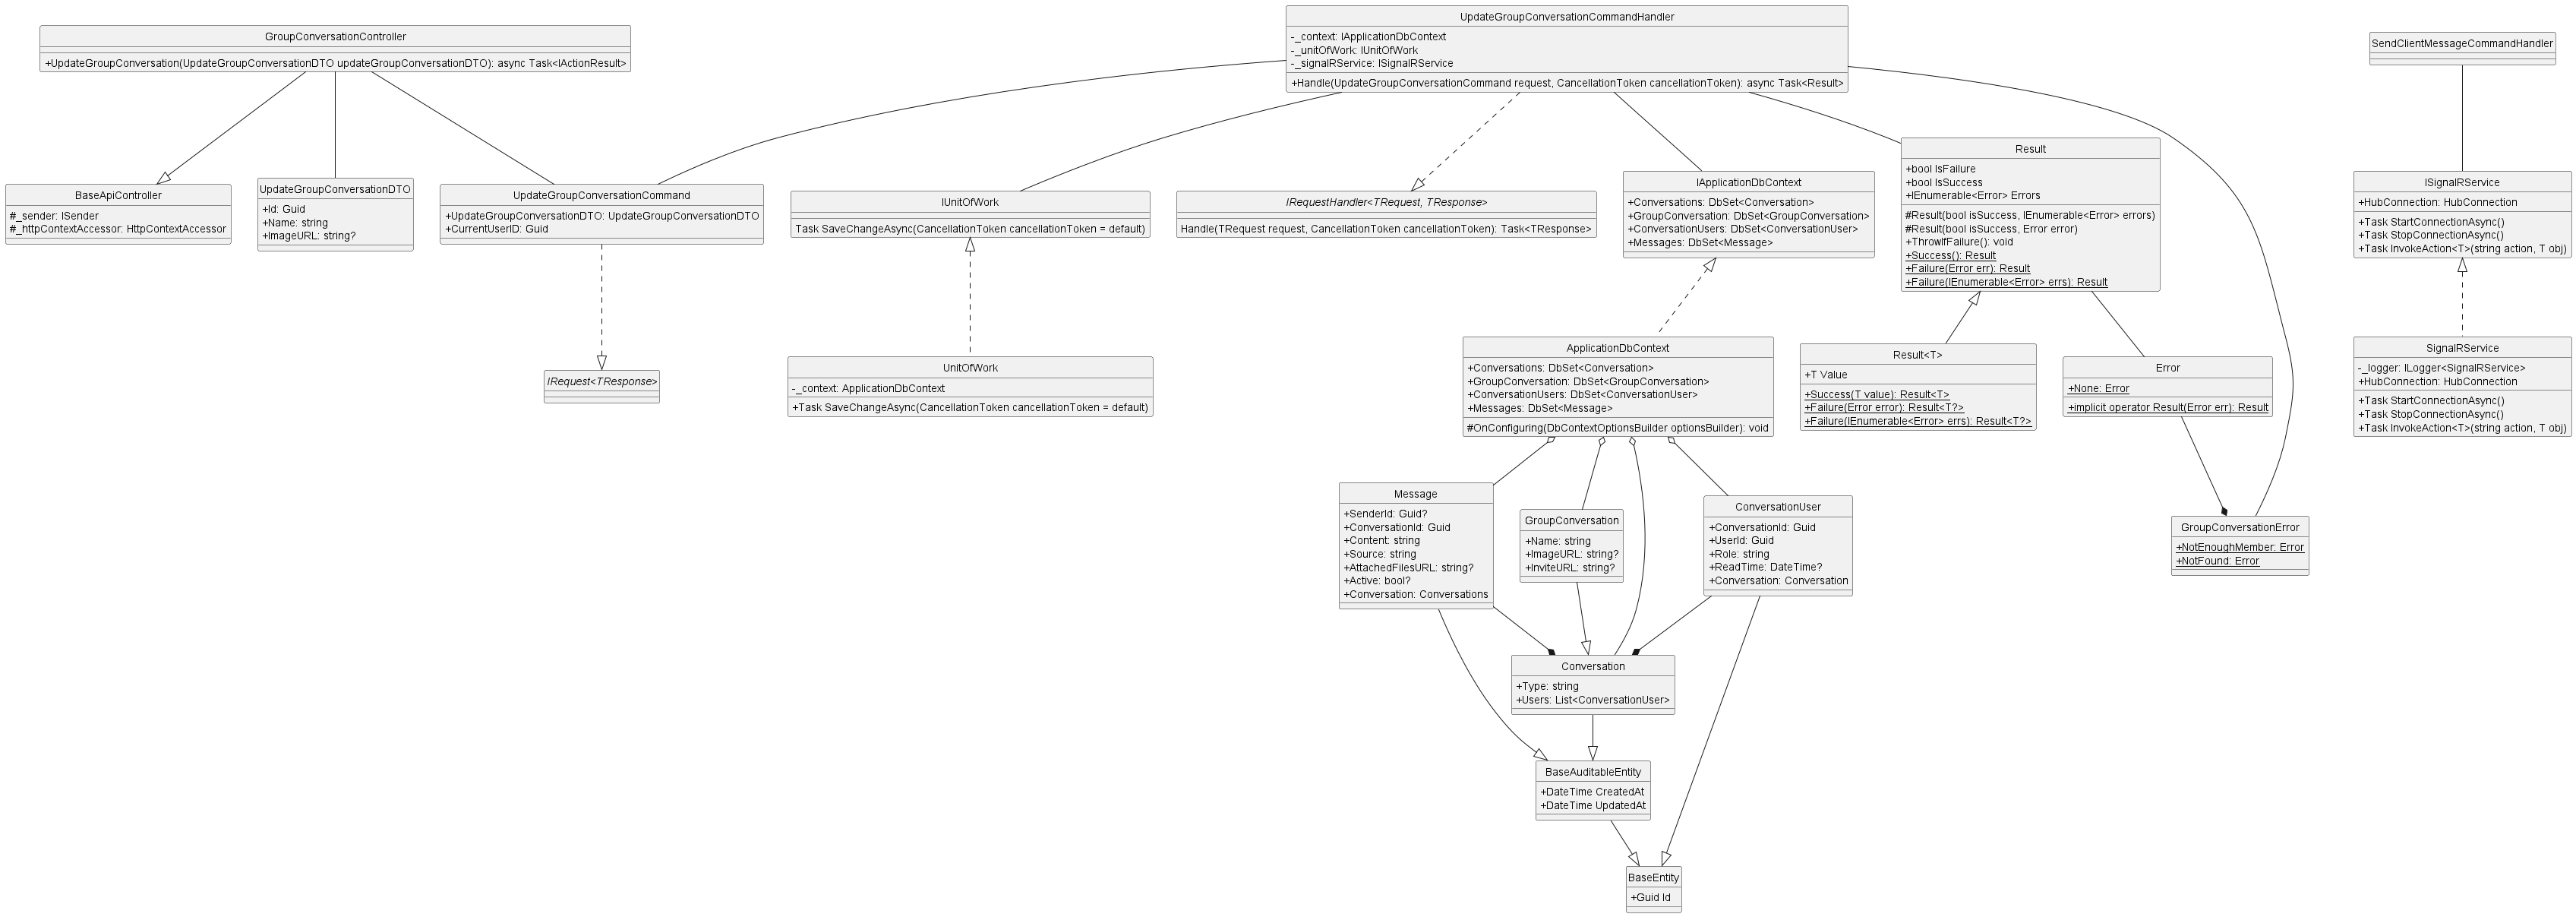 GroupConversationController
+UpdateGroupConversation(UpdateGroupConversationDTO updateGroupConversationDTO): async Task<IActionResult>
UpdateGroupConversationCommandHandler
-_context: IApplicationDbContext
-_unitOfWork: IUnitOfWork
-_signalRService: ISignalRService
+Handle(UpdateGroupConversationCommand request, CancellationToken cancellationToken): async Task<Result>
SendClientMessageCommandHandler
BaseApiController
#_sender: ISender
#_httpContextAccessor: HttpContextAccessor
UpdateGroupConversationDTO
+Id: Guid
+Name: string
+ImageURL: string?
UpdateGroupConversationCommand
+UpdateGroupConversationDTO: UpdateGroupConversationDTO
+CurrentUserID: Guid
IUnitOfWork
Task SaveChangeAsync(CancellationToken cancellationToken = default)
IRequestHandler<TRequest, TResponse>
Handle(TRequest request, CancellationToken cancellationToken): Task<TResponse>
IApplicationDbContext
+Conversations: DbSet<Conversation>
+GroupConversation: DbSet<GroupConversation>
+ConversationUsers: DbSet<ConversationUser>
+Messages: DbSet<Message>
Result
+bool IsFailure
+bool IsSuccess
+IEnumerable<Error> Errors
#Result(bool isSuccess, IEnumerable<Error> errors)
#Result(bool isSuccess, Error error)
+ThrowIfFailure(): void
+Success(): Result
+Failure(Error err): Result
+Failure(IEnumerable<Error> errs): Result
ISignalRService
+HubConnection: HubConnection
+Task StartConnectionAsync()
+Task StopConnectionAsync()
+Task InvokeAction<T>(string action, T obj)
IRequest<TResponse>
UnitOfWork
-_context: ApplicationDbContext
+Task SaveChangeAsync(CancellationToken cancellationToken = default)
ApplicationDbContext
+Conversations: DbSet<Conversation>
+GroupConversation: DbSet<GroupConversation>
+ConversationUsers: DbSet<ConversationUser>
+Messages: DbSet<Message>
#OnConfiguring(DbContextOptionsBuilder optionsBuilder): void
Result<T>
+T Value
+Success(T value): Result<T>
+Failure(Error error): Result<T?>
+Failure(IEnumerable<Error> errs): Result<T?>
Error
+None: Error
+implicit operator Result(Error err): Result
SignalRService
-_logger: ILogger<SignalRService>
+HubConnection: HubConnection
+Task StartConnectionAsync()
+Task StopConnectionAsync()
+Task InvokeAction<T>(string action, T obj)
Message
+SenderId: Guid?
+ConversationId: Guid
+Content: string
+Source: string
+AttachedFilesURL: string?
+Active: bool?
+Conversation: Conversations
GroupConversation
+Name: string
+ImageURL: string?
+InviteURL: string?
ConversationUser
+ConversationId: Guid
+UserId: Guid
+Role: string
+ReadTime: DateTime?
+Conversation: Conversation
GroupConversationError
+NotEnoughMember: Error
+NotFound: Error
Conversation
+Type: string
+Users: List<ConversationUser>
BaseAuditableEntity
+DateTime CreatedAt
+DateTime UpdatedAt
BaseEntity
+Guid Id